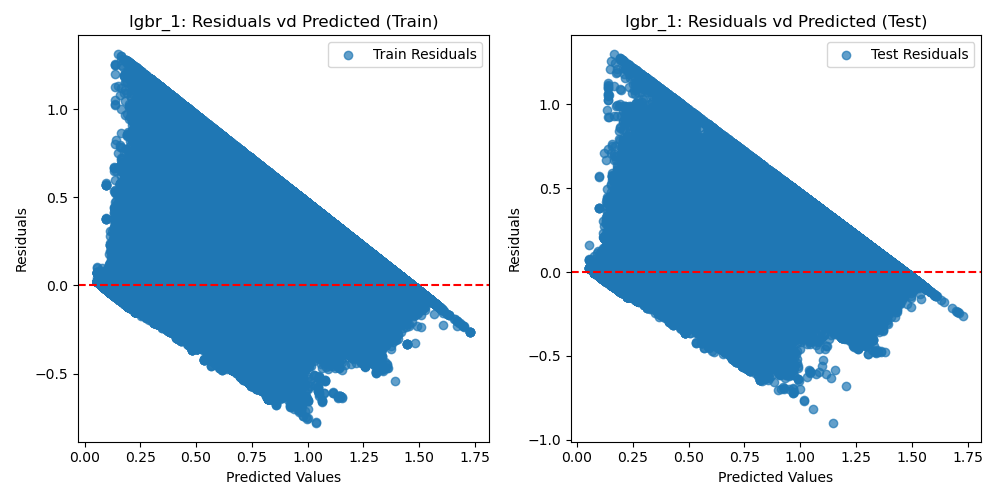 lgbr_1: Residuals vd Predicted (Train)
Train Residuals
1.0
0.5
0.0
−0.5
Residuals
0.00 0.25 0.50 0.75 1.00 1.25 1.50 1.75
Predicted Values
lgbr_1: Residuals vd Predicted (Test)
Test Residuals
1.0
0.5
0.0
−0.5
−1.0
Residuals
0.00 0.25 0.50 0.75 1.00 1.25 1.50 1.75
Predicted Values